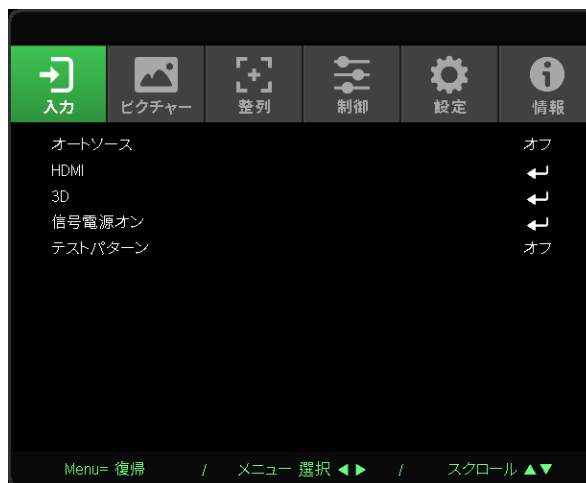 入力 ピクチャー 整列 制御 設定 情報
オートソース オフ
HDMI
3D
信号電源オン
テストパターン オフ
Menu= 復帰 / メニュー 選択 ◀ ▶ / スクロール ▲▼